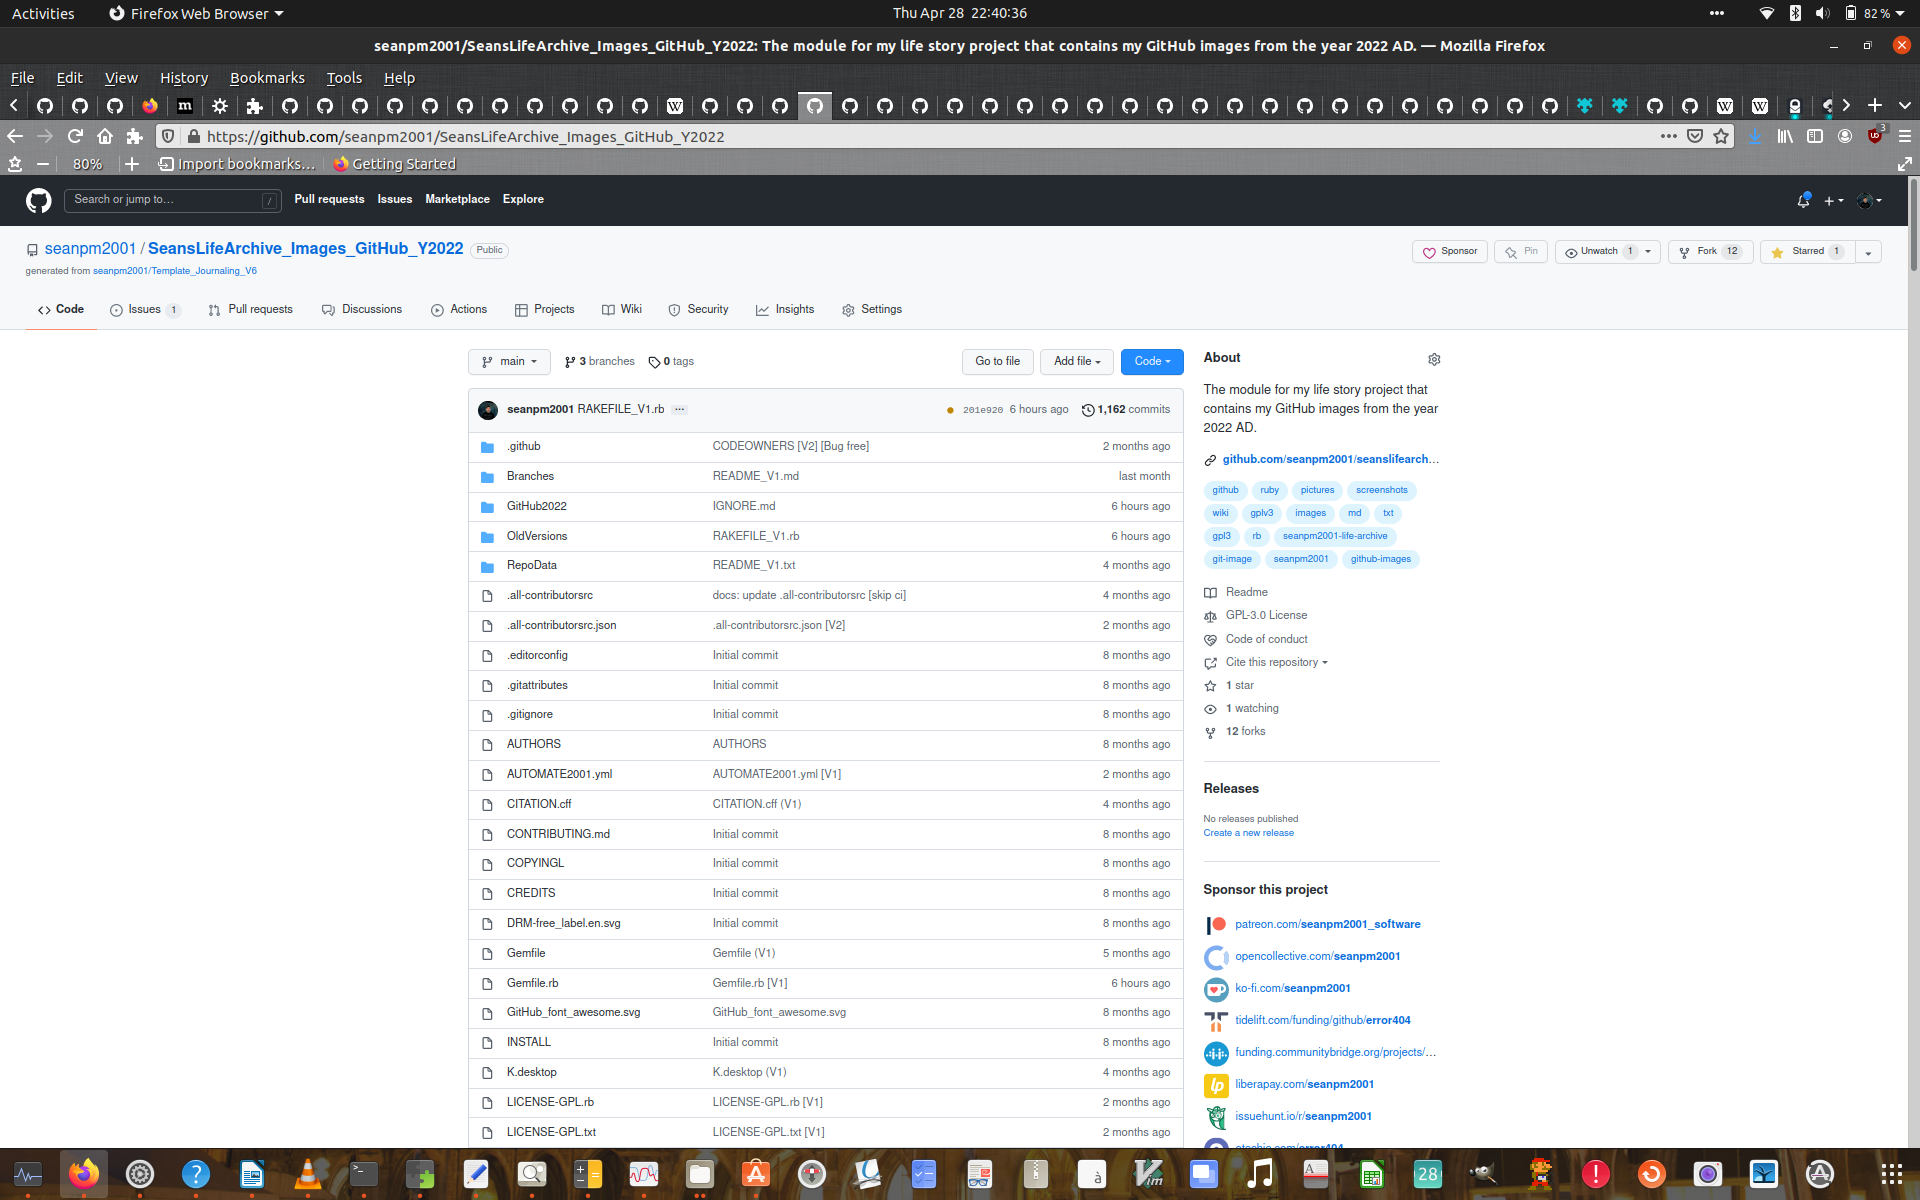 Activities Firefox Web Browser Thu Apr 28 22:40:36 82 %
seanpm2001/SeansLifeArchive_Images_GitHub_Y2022: The module for my life story project that contains my GitHub images from the year 2022 AD. — Mozilla Firefox
File Edit View History Bookmarks Tools Help
https://github.com/seanpm2001/SeansLifeArchive_Images_GitHub_Y2022 3
80% Import bookmarks... Getting Started
Search or jump to... / Pull requests Issues Marketplace Explore
seanpm2001 / SeansLifeArchive_Images_GitHub_Y2022 Public Sponsor Pin Unwatch 1 Fork 12 Starred 1
generated from seanpm2001/Template_Journaling_V6
Code Issues 1 Pull requests Discussions Actions Projects Wiki Security Insights Settings
main 3 branches 0 tags Go to file Add file Code
seanpm2001 RAKEFILE_V1.rb ... 201e920 6 hours ago 1,162 commits
.github CODEOWNERS [V2] [Bug free] 2 months ago
Branches README_V1.md last month
GitHub2022 IGNORE.md 6 hours ago
OldVersions RAKEFILE_V1.rb 6 hours ago
RepoData README_V1.txt 4 months ago
.all-contributorsrc docs: update .all-contributorsrc [skip ci] 4 months ago
.all-contributorsrc.json .all-contributorsrc.json [V2] 2 months ago
.editorconfig Initial commit 8 months ago
.gitattributes Initial commit 8 months ago
.gitignore Initial commit 8 months ago
AUTHORS AUTHORS 8 months ago
AUTOMATE2001.yml AUTOMATE2001.yml [V1] 2 months ago
CITATION.cff CITATION.cff (V1) 4 months ago
CONTRIBUTING.md Initial commit 8 months ago
COPYINGL Initial commit 8 months ago
CREDITS Initial commit 8 months ago
DRM-free_label.en.svg Initial commit 8 months ago
Gemfile Gemfile (V1) 5 months ago
Gemfile.rb Gemfile.rb [V1] 6 hours ago
GitHub_font_awesome.svg GitHub_font_awesome.svg 8 months ago
INSTALL Initial commit 8 months ago
K.desktop K.desktop (V1) 4 months ago
LICENSE-GPL.rb LICENSE-GPL.rb [V1] 2 months ago
LICENSE-GPL.txt LICENSE-GPL.txt [V1] 2 months ago
About
The module for my life story project that
contains my GitHub images from the year
2022 AD.
github.com/seanpm2001/seanslifearch...
github ruby pictures screenshots
wiki gplv3 images md txt
gpl3 rb seanpm2001-life-archive
git-image seanpm2001 github-images
Readme
GPL-3.0 License
Code of conduct
Cite this repository
1 star
1 watching
12 forks
Releases
No releases published
Create a new release
Sponsor this project
patreon.com/seanpm2001_software
opencollective.com/seanpm2001
ko-fi.com/seanpm2001
tidelift.com/funding/github/error404
funding.communitybridge.org/projects/...
liberapay.com/seanpm2001
issuehunt.io/r/seanpm2001
28